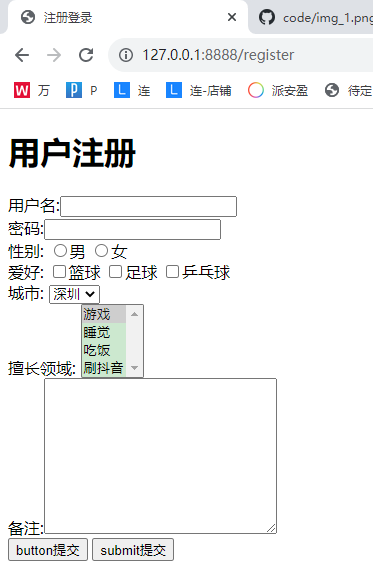 注册登录
code/img_1.png
127.0.0.1:8888/register
万 P 连 连-店铺 派安盈 待定
用户注册
用户名:
密码:
性别: 男 女
爱好: 篮球 足球 乒乓球
城市: 深圳
游戏
睡觉
吃饭
擅长领域: 刷抖音
备注:
button提交 submit提交